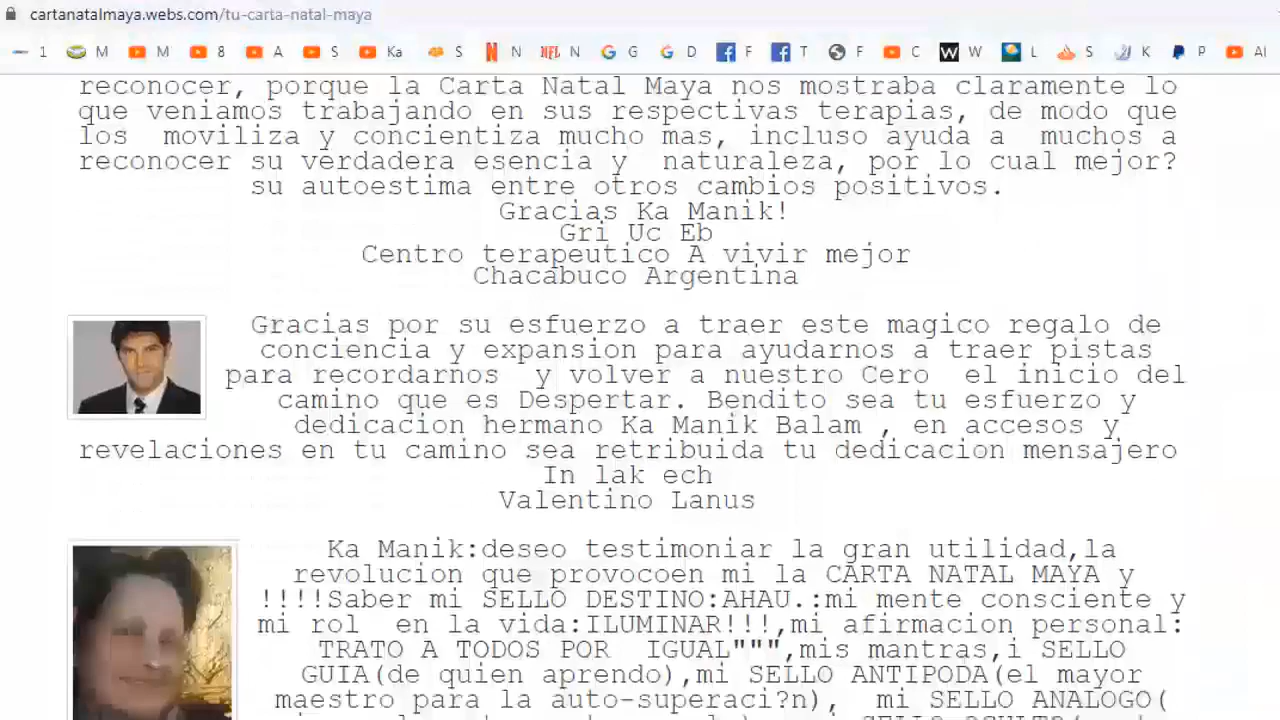 cartanatalmaya.webs.com/tu-carta-natal-maya
1 M M 8 A S Ka S N N G D F T F C W L S K P Al
reconocer, porque la Carta Natal Maya nos mostraba claramente lo
que veniamos trabajando en sus respectivas terapias, de modo que
los moviliza y concientiza mucho mas, incluso ayuda a muchos a
reconocer su verdadera esencia y naturaleza, por lo cual mejor?
su autoestima entre otros cambios positivos.
Gracias Ka Manik!
Gri Uc Eb
Centro terapeutico A vivir mejor
Chacabuco Argentina
Gracias por su esfuerzo a traer este magico regalo de
conciencia y expansion para ayudarnos a traer pistas
para recordarnos y volver a nuestro Cero el inicio del
camino que es Despertar. Bendito sea tu esfuerzo y
dedicacion hermano Ka Manik Balam , en accesos y
revelaciones en tu camino sea retribuida tu dedicacion mensajero
In lak ech
Valentino Lanus
Ka Manik:deseo testimoniar la gran utilidad,la
revolucion que provocoen mi la CARTA NATAL MAYA y
!!!!Saber mi SELLO DESTINO:AHAU.:mi mente consciente y
mi rol en la vida:ILUMINAR!!!,mi afirmacion personal:
TRATO A TODOS POR IGUAL""",mis mantras,i SELLO
GUIA(de quien aprendo),mi SELLO ANTIPODA(el mayor
maestro para la auto-superaci?n), mi SELLO ANALOGO(